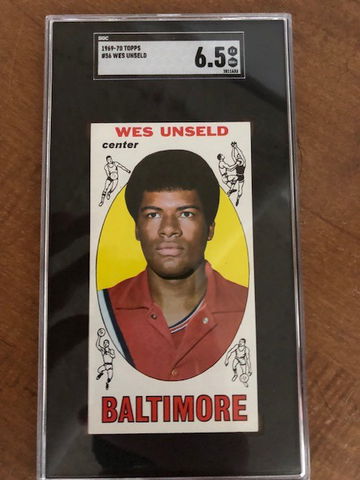 SGC
1969-70 TOPPS
#56 WES UNSELD
6.5
WES UNSELD
center
BALTIMORE